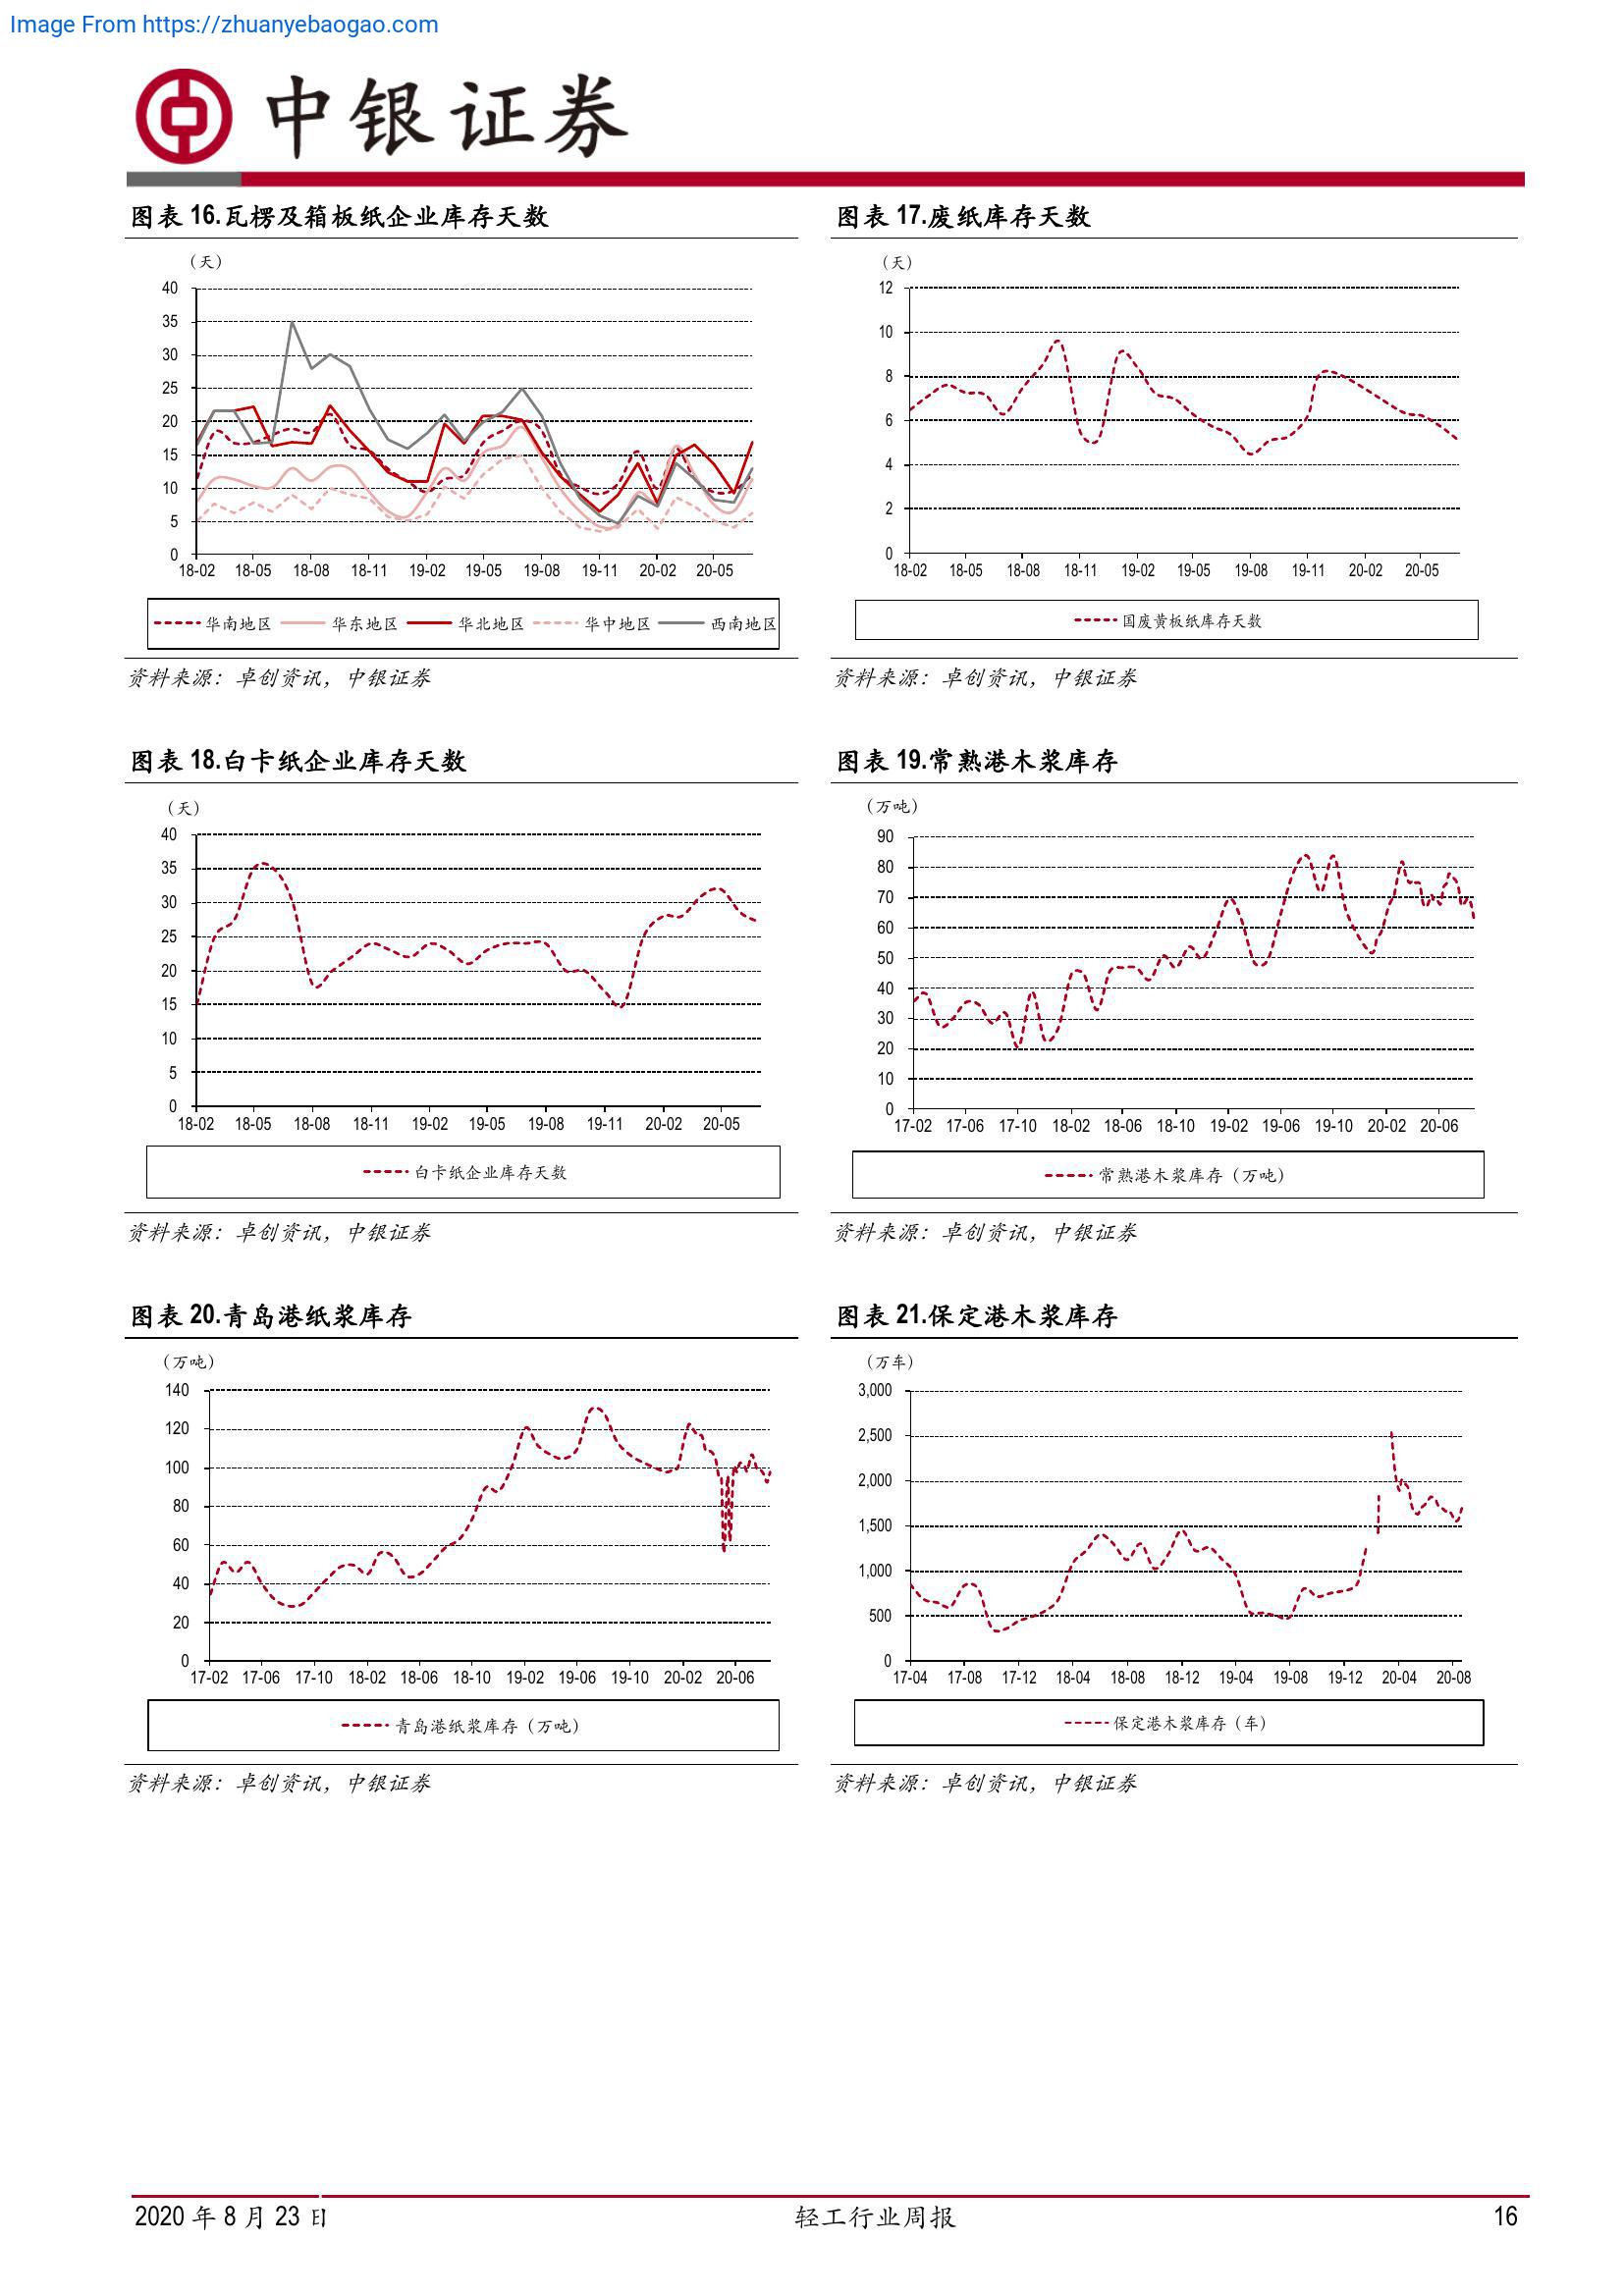 Image From https://zhuanyebaogao.com
中银证券
图表 16.瓦楞及箱板纸企业库存天数
(天)
40
35
30
25
20
15
10
5
0
18-02 18-05 18-08 18-11 19-02 19-05 19-08 19-11 20-02 20-05
华南地区 华东地区 华北地区 华中地区 西南地区
资料来源：卓创资讯，中银证券
图表 17.废纸库存天数
(天)
12
10
8
6
4
2
0
18-02 18-05 18-08 18-11 19-02 19-05 19-08 19-11 20-02 20-05
国废黄板纸库存天数
资料来源：卓创资讯，中银证券
图表 18.白卡纸企业库存天数
(天)
40
35
30
25
20
15
10
5
0
18-02 18-05 18-08 18-11 19-02 19-05 19-08 19-11 20-02 20-05
白卡纸企业库存天数
资料来源：卓创资讯，中银证券
图表 19.常熟港木浆库存
(万吨)
90
80
70
60
50
40
30
20
10
0
17-02 17-06 17-10 18-02 18-06 18-10 19-02 19-06 19-10 20-02 20-06
常熟港木浆库存（万吨）
资料来源：卓创资讯，中银证券
图表 20.青岛港纸浆库存
(万吨)
140
120
100
80
60
40
20
0
17-02 17-06 17-10 18-02 18-06 18-10 19-02 19-06 19-10 20-02 20-06
青岛港纸浆库存（万吨）
资料来源：卓创资讯，中银证券
图表 21.保定港木浆库存
(万车)
3,000
2,500
2,000
1,500
1,000
500
0
17-04 17-08 17-12 18-04 18-08 18-12 19-04 19-08 19-12 20-04 20-08
保定港木浆库存（车）
资料来源：卓创资讯，中银证券
2020 年 8 月 23 日 轻工行业周报 16